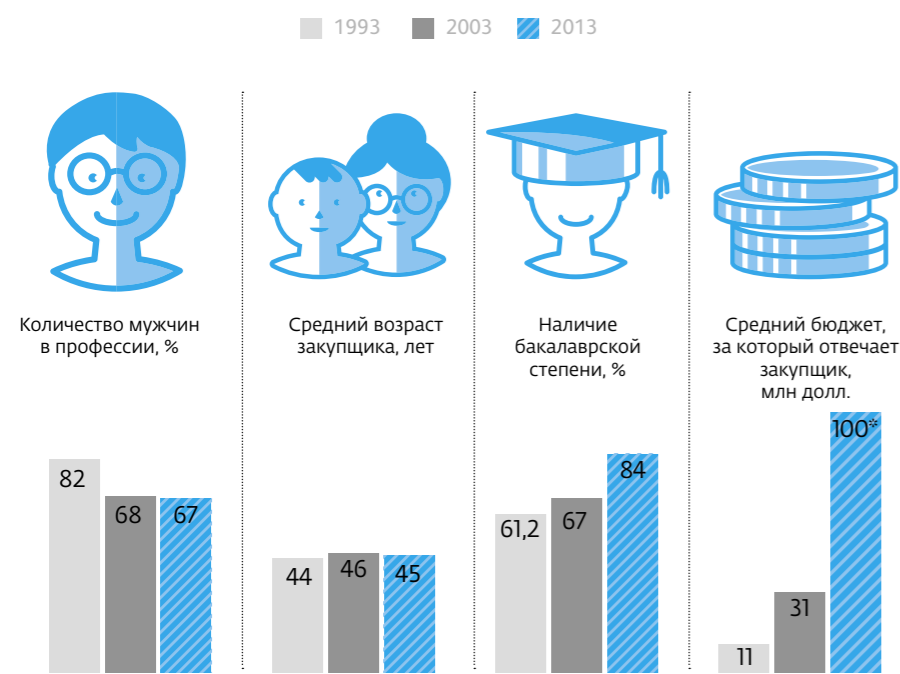 1993 2003 2013
Количество мужчин
в профессии, %
82
68
67
Средний возраст
закупщика, лет
44
46
45
Наличие
бакалаврской
степени, %
61,2
67
84
Средний бюджет,
за который отвечает
закупщик,
млн долл.
11
31
100*